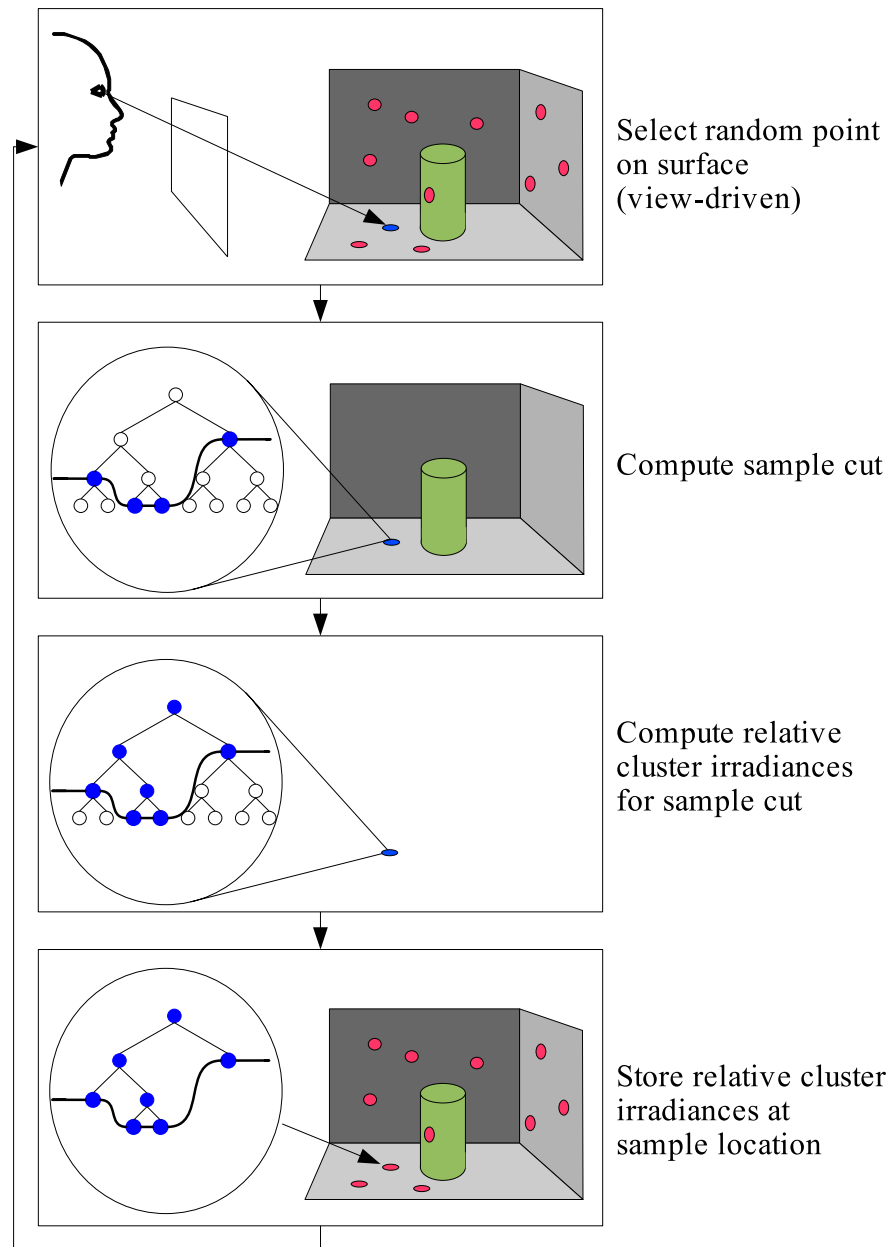 Select random point
on surface
(view-driven)
Compute sample cut
Compute relative
cluster irradiances
for sample cut
Store relative cluster
irradiances at
sample location